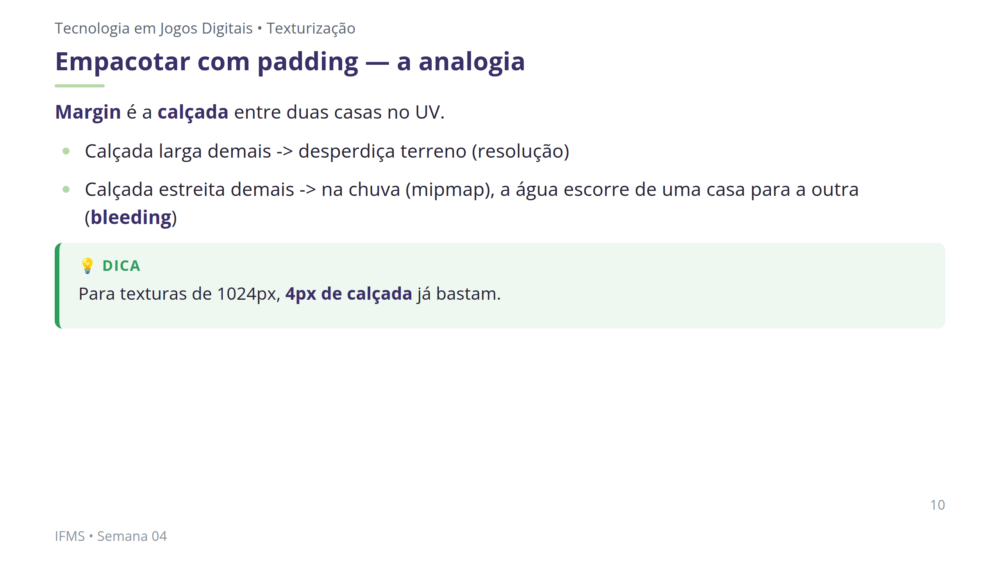 Tecnologia em Jogos Digitais • Texturização
Empacotar com padding — a analogia
Margin é a calçada entre duas casas no UV.
• Calçada larga demais -> desperdiça terreno (resolução)
• Calçada estreita demais -> na chuva (mipmap), a água escorre de uma casa para a outra
(bleeding)
💡 DICA
Para texturas de 1024px, 4px de calçada já bastam.
10
IFMS • Semana 04